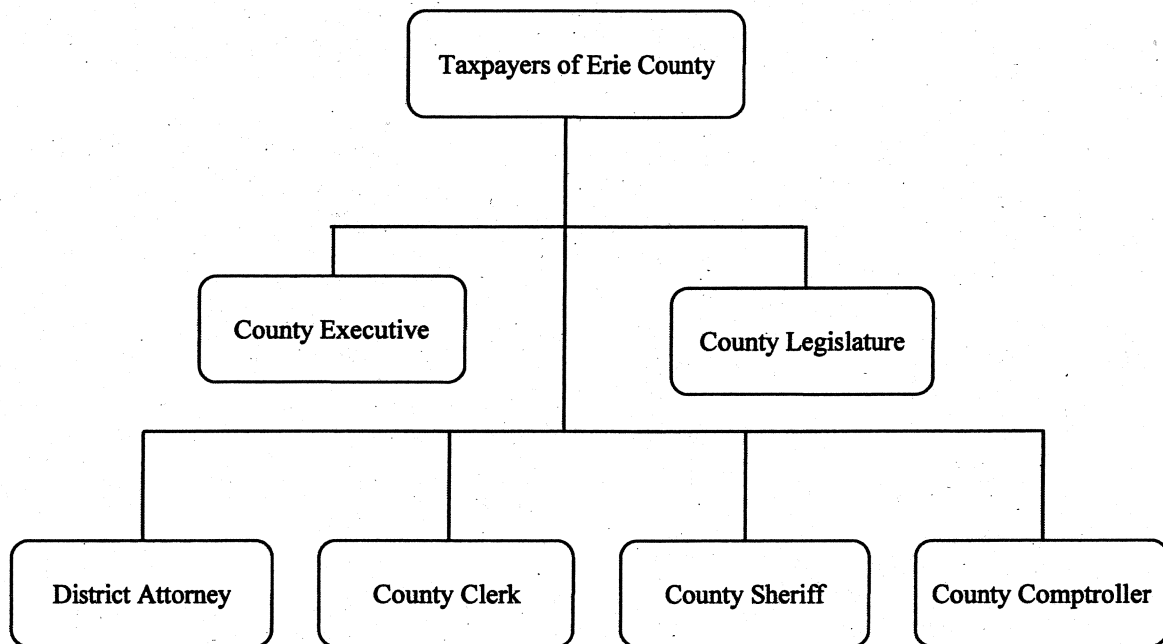 Taxpayers of Erie County
County Executive
County Legislature
District Attorney
County Clerk
County Sheriff
County Comptroller